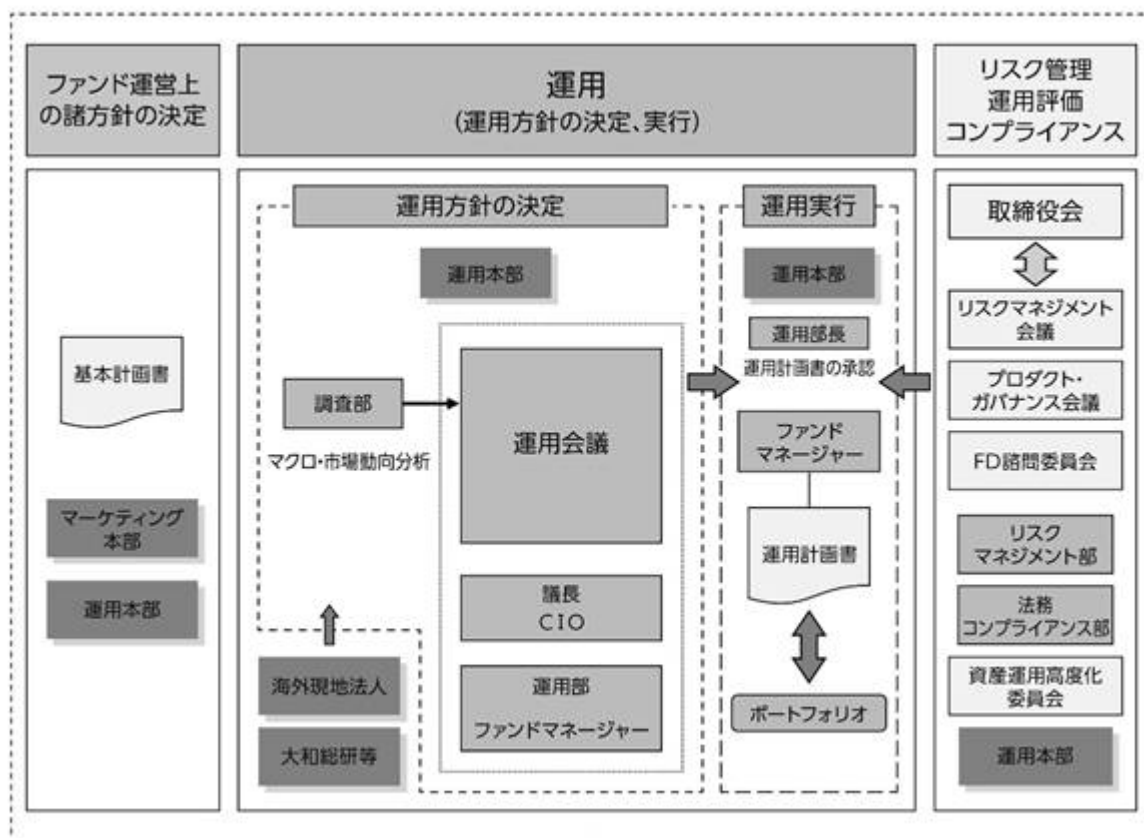 ファンド運営上
の諸方針の決定
運用
(運用方針の決定、実行)
リスク管理
運用評価
コンプライアンス
基本計画書
マーケティング
本部
運用本部
運用方針の決定
運用本部
調査部
マクロ・市場動向分析
運用会議
議長
CIO
運用部
ファンドマネージャー
海外現地法人
大和総研等
運用実行
運用本部
運用部長
運用計画書の承認
ファンド
マネージャー
運用計画書
ポートフォリオ
取締役会
リスクマネジメント
会議
プロダクト・
ガバナンス会議
FD諮問委員会
リスク
マネジメント部
法務
コンプライアンス部
資産運用高度化
委員会
運用本部